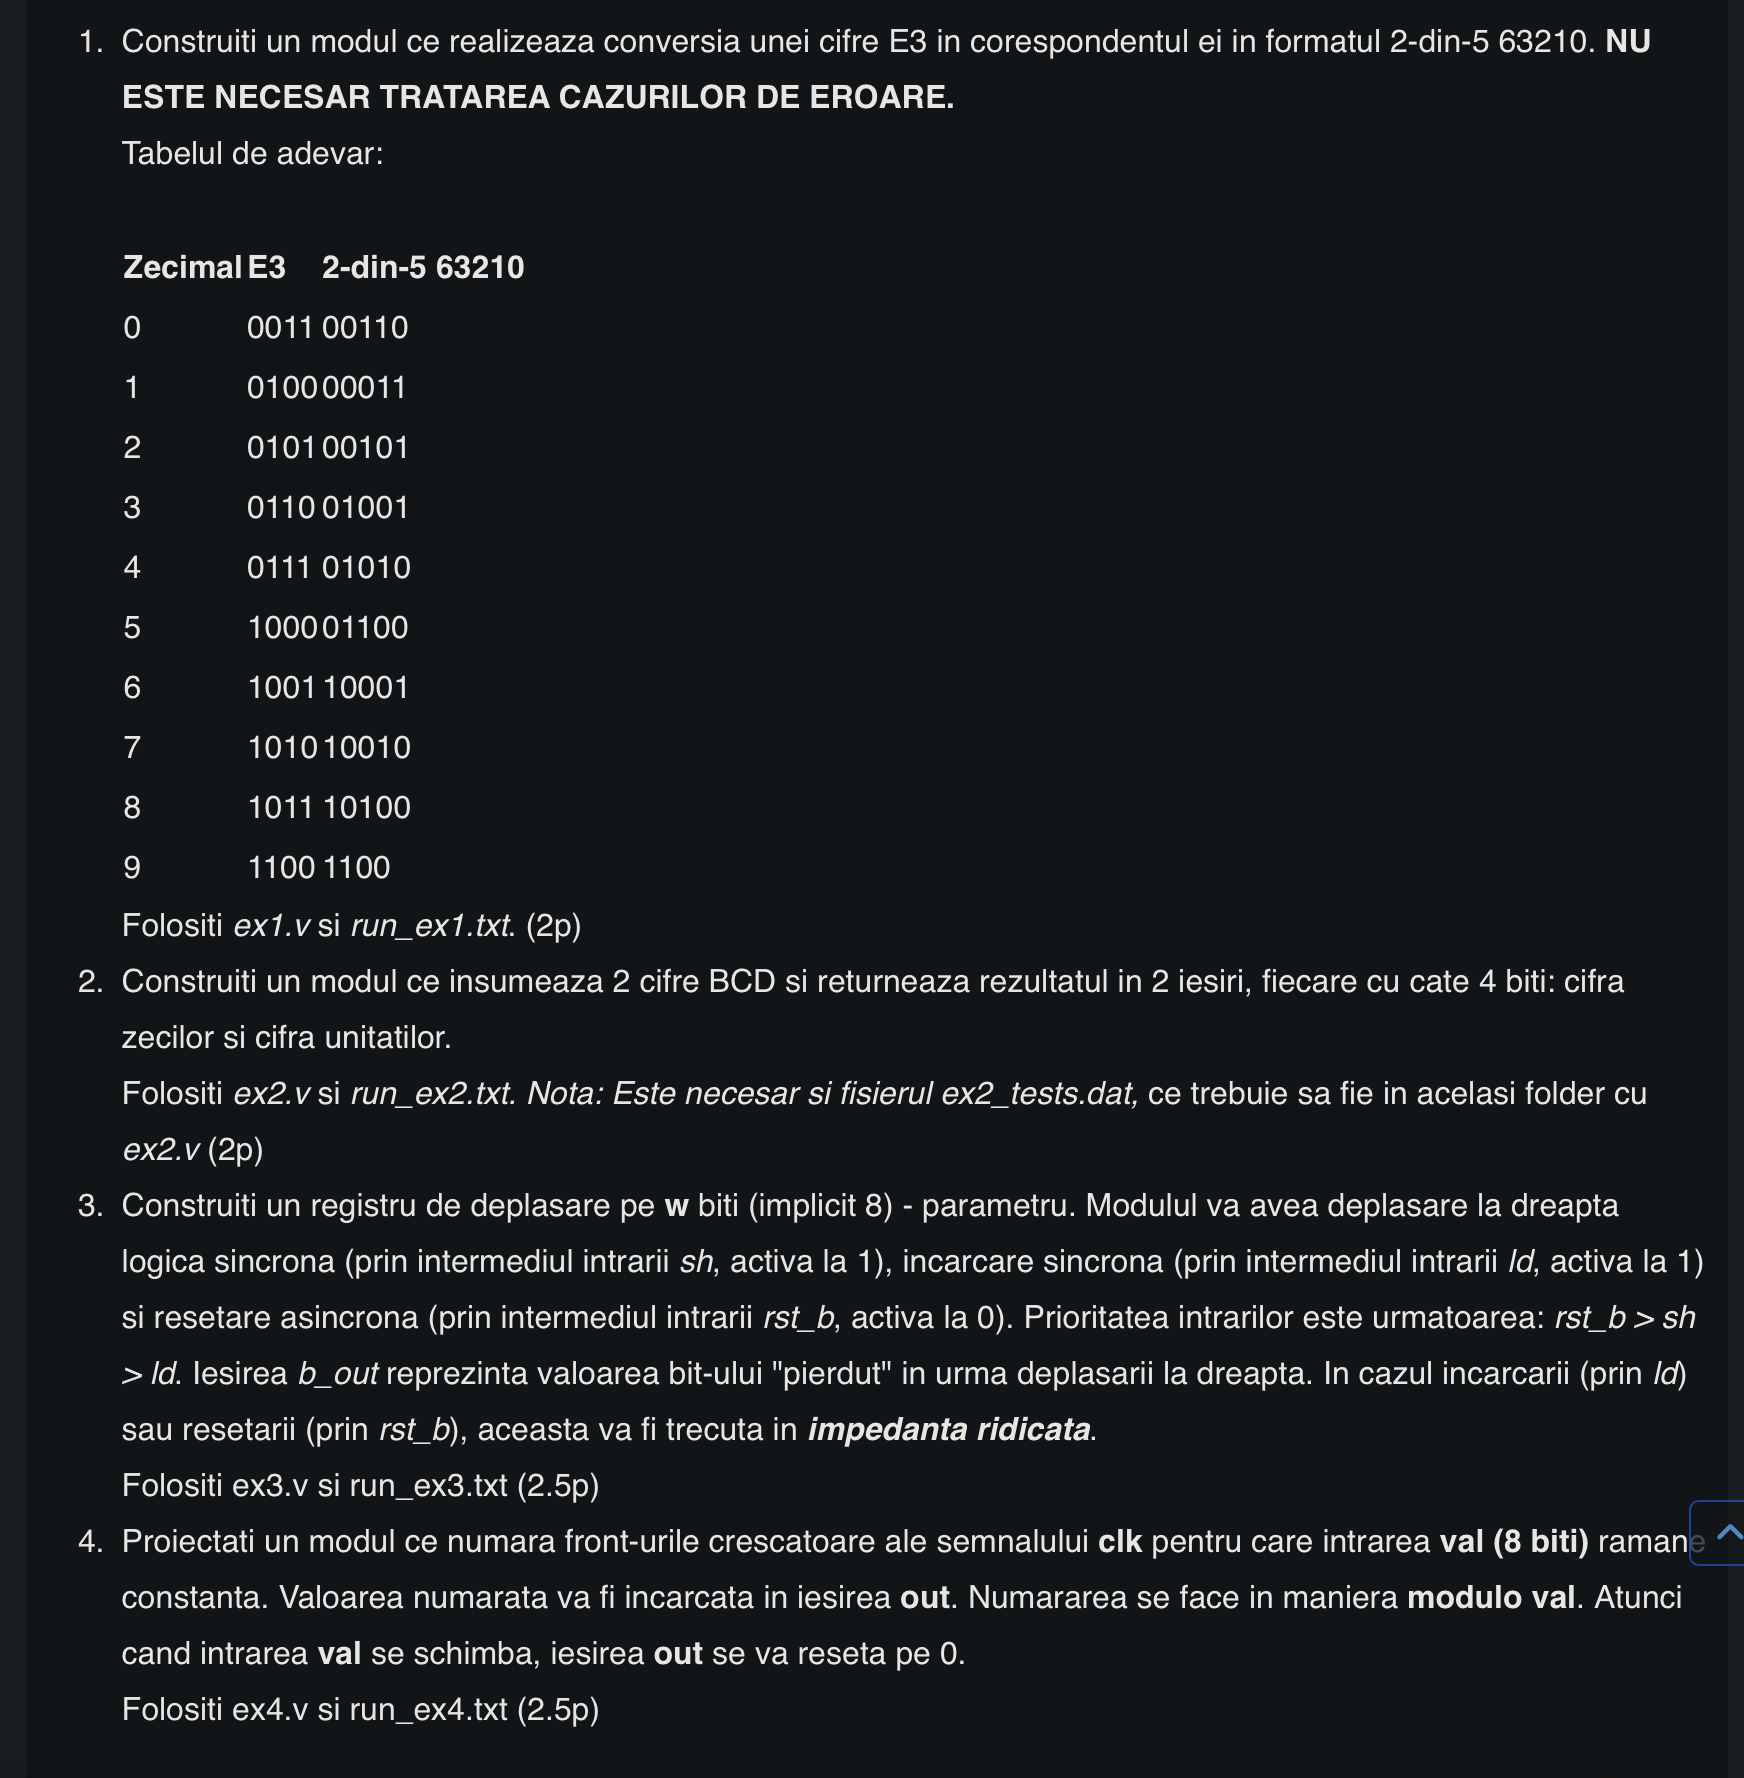 1. Construiti un modul ce realizeaza conversia unei cifre E3 in corespondentul ei in formatul 2-din-5 63210. NU
ESTE NECESAR TRATAREA CAZURILOR DE EROARE.
Tabelul de adevar:
Zecimal E3 2-din-5 63210
0 0011 00110
1 0100 00011
2 0101 00101
3 0110 01001
4 0111 01010
5 1000 01100
6 1001 10001
7 1010 10010
8 1011 10100
9 1100 1100
Folositi ex1.v si run_ex1.txt. (2p)
2. Construiti un modul ce insumeaza 2 cifre BCD si returneaza rezultatul in 2 iesiri, fiecare cu cate 4 biti: cifra
zecilor si cifra unitatilor.
Folositi ex2.v si run_ex2.txt. Nota: Este necesar si fisierul ex2_tests.dat, ce trebuie sa fie in acelasi folder cu
ex2.v (2p)
3. Construiti un registru de deplasare pe w biti (implicit 8) - parametru. Modulul va avea deplasare la dreapta
logica sincrona (prin intermediul intrarii sh, activa la 1), incarcare sincrona (prin intermediul intrarii ld, activa la 1)
si resetare asincrona (prin intermediul intrarii rst_b, activa la 0). Prioritatea intrarilor este urmatoarea: rst_b > sh
> ld. Iesirea b_out reprezinta valoarea bit-ului "pierdut" in urma deplasarii la dreapta. In cazul incarcarii (prin ld)
sau resetarii (prin rst_b), aceasta va fi trecuta in impedanta ridicata.
Folositi ex3.v si run_ex3.txt (2.5p)
4. Proiectati un modul ce numara front-urile crescatoare ale semnalului clk pentru care intrarea val (8 biti) ramane
constanta. Valoarea numarata va fi incarcata in iesirea out. Numararea se face in maniera modulo val. Atunci
cand intrarea val se schimba, iesirea out se va reseta pe 0.
Folositi ex4.v si run_ex4.txt (2.5p)